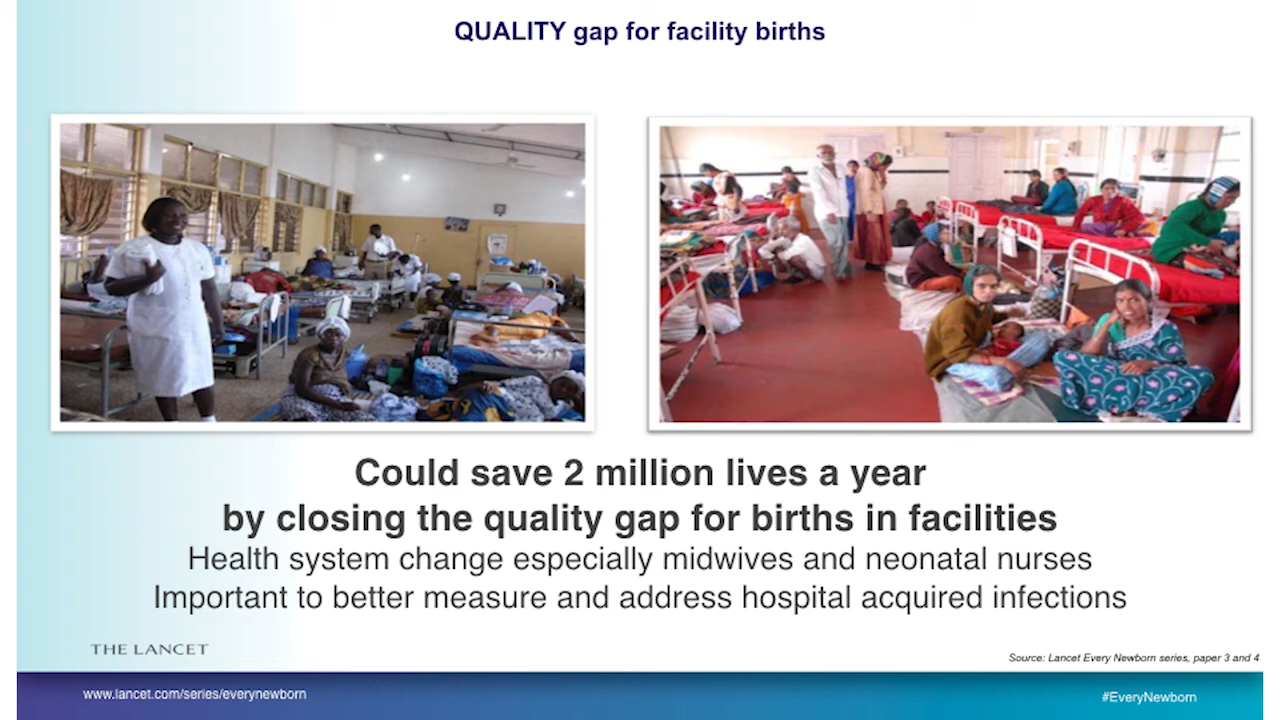 QUALITY gap for facility births
Could save 2 million lives a year
by closing the quality gap for births in facilities
Health system change especially midwives and neonatal nurses
Important to better measure and address hospital acquired infections
THE LANCET
Source: Lancet Every Newborn series, paper 3 and 4
www.lancet.com/series/everynewborn
#EveryNewborn